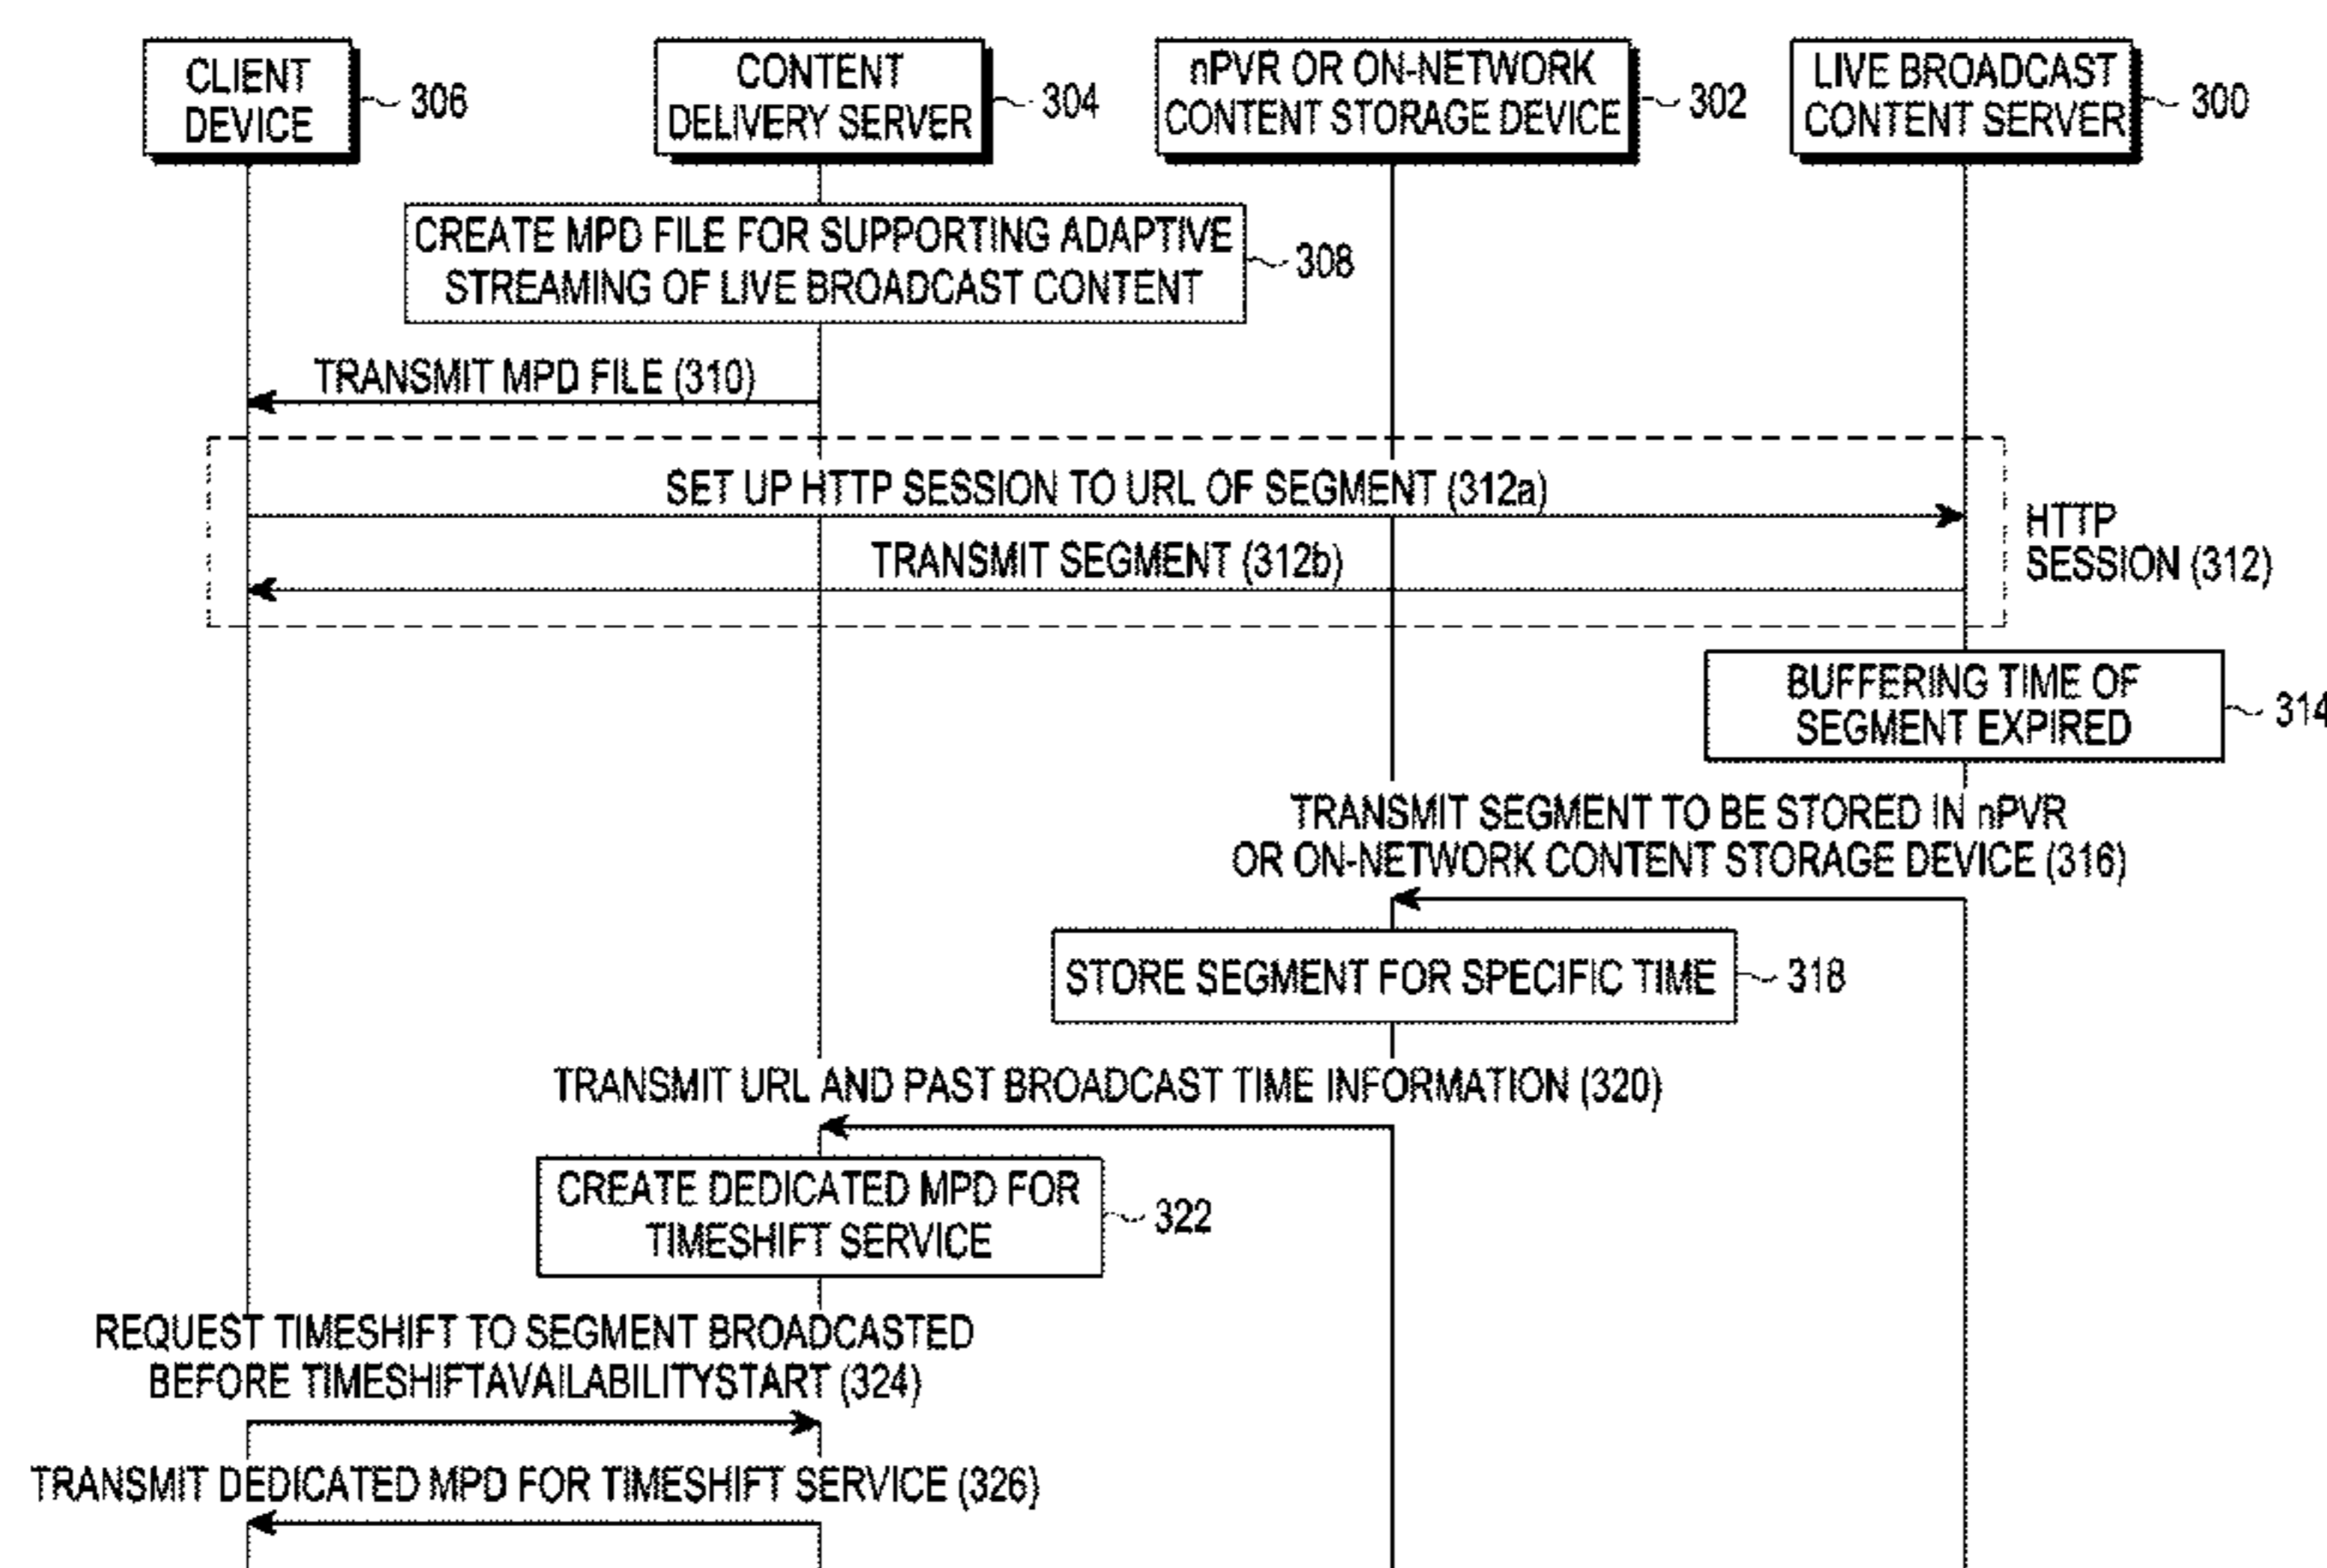 CLIENT
DEVICE
306
CONTENT
DELIVERY SERVER
304
nPVR OR ON-NETWORK
CONTENT STORAGE DEVICE
302
LIVE BROADCAST
CONTENT SERVER
300
CREATE MPD FILE FOR SUPPORTING ADAPTIVE
STREAMING OF LIVE BROADCAST CONTENT
308
TRANSMIT MPD FILE (310)
SET UP HTTP SESSION TO URL OF SEGMENT (312a)
TRANSMIT SEGMENT (312b)
HTTP
SESSION (312)
BUFFERING TIME OF
SEGMENT EXPIRED
314
TRANSMIT SEGMENT TO BE STORED IN nPVR
OR ON-NETWORK CONTENT STORAGE DEVICE (316)
STORE SEGMENT FOR SPECIFIC TIME
318
TRANSMIT URL AND PAST BROADCAST TIME INFORMATION (320)
CREATE DEDICATED MPD FOR
TIMESHIFT SERVICE
322
REQUEST TIMESHIFT TO SEGMENT BROADCASTED
BEFORE TIMESHIFTAVAILABILITYSTART (324)
TRANSMIT DEDICATED MPD FOR TIMESHIFT SERVICE (326)